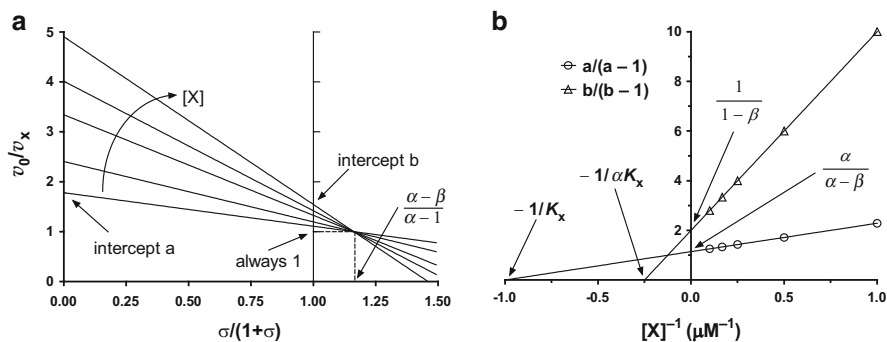 a
5
4
3
2
1
0
v₀/vₓ
[X]
intercept a
intercept b
always 1
α − β
α − 1
0.00
0.25
0.50
0.75
1.00
1.25
1.50
σ/(1+σ)
b
10
8
6
4
2
a/(a − 1)
b/(b − 1)
1
1 − β
α
α − β
− 1/αKₓ
− 1/Kₓ
-1.0
-0.5
0.0
0.5
1.0
[X]⁻¹ (μM⁻¹)